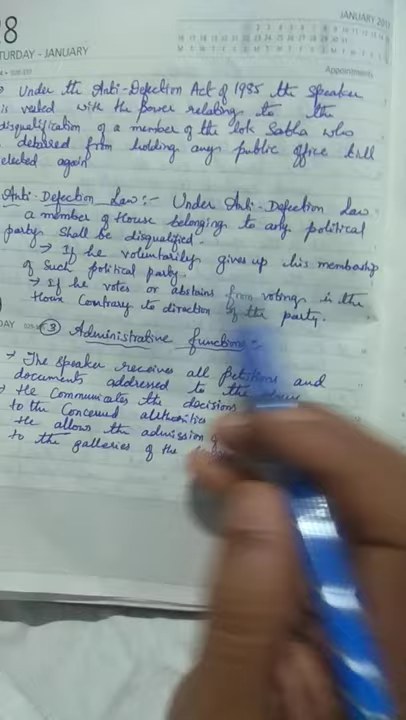 8
JANUARY 201
TURDAY - JANUARY
Appointments
Under the Anti-Defection Act of 1985 the Speaker
is vested with the power relating to the
disqualification of a member of the Lok Sabha who
debased from holding any public office till
elected again
Anti-Defection Law:- Under Anti-Defection Law
a member of House belonging to any political
party shall be disqualified.
→ If he voluntarily gives up his membership
of such political party.
→ If he votes or abstains from voting in the
House Contrary to direction of the party.
DAY
③ Administrative functions:-
→ The Speaker receives all petitions and
documents addressed to the
→ He Communicates the decisions
to the Concerned
He allows the admission
to the galleries of the